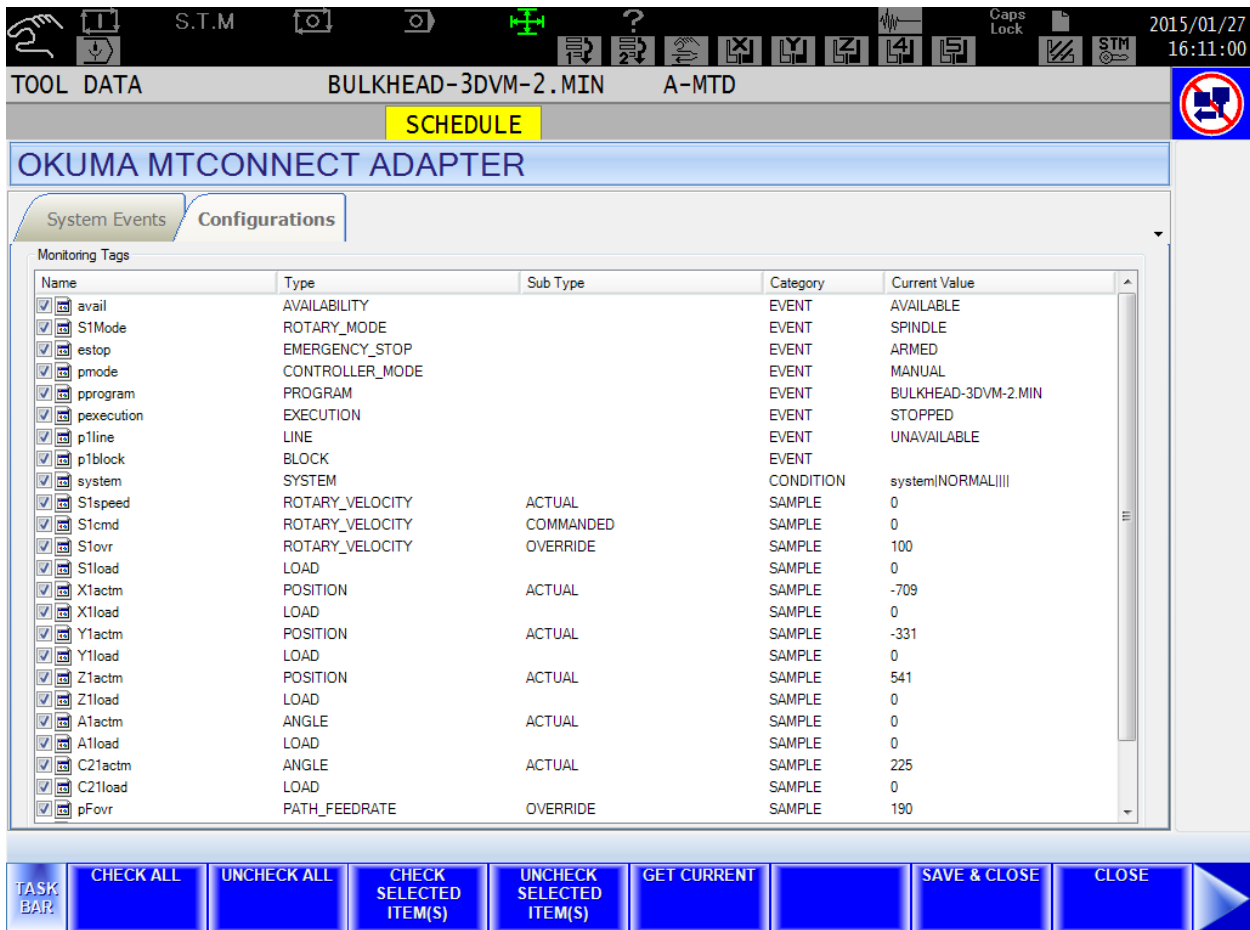 S.T.M Caps Lock 2015/01/27
1 2 X Y Z 4 5 STM 16:11:00
TOOL DATA BULKHEAD-3DVM-2.MIN A-MTD
SCHEDULE
OKUMA MTCONNECT ADAPTER
System Events Configurations
Monitoring Tags
Name Type Sub Type Category Current Value
avail AVAILABILITY EVENT AVAILABLE
S1Mode ROTARY_MODE EVENT SPINDLE
estop EMERGENCY_STOP EVENT ARMED
pmode CONTROLLER_MODE EVENT MANUAL
pprogram PROGRAM EVENT BULKHEAD-3DVM-2.MIN
pexecution EXECUTION EVENT STOPPED
p1line LINE EVENT UNAVAILABLE
p1block BLOCK EVENT
system SYSTEM CONDITION system|NORMAL||||
S1speed ROTARY_VELOCITY ACTUAL SAMPLE 0
S1cmd ROTARY_VELOCITY COMMANDED SAMPLE 0
S1ovr ROTARY_VELOCITY OVERRIDE SAMPLE 100
S1load LOAD SAMPLE 0
X1actm POSITION ACTUAL SAMPLE -709
X1load LOAD SAMPLE 0
Y1actm POSITION ACTUAL SAMPLE -331
Y1load LOAD SAMPLE 0
Z1actm POSITION ACTUAL SAMPLE 541
Z1load LOAD SAMPLE 0
A1actm ANGLE ACTUAL SAMPLE 0
A1load LOAD SAMPLE 0
C21actm ANGLE ACTUAL SAMPLE 225
C21load LOAD SAMPLE 0
pFovr PATH_FEEDRATE OVERRIDE SAMPLE 190
TASK BAR
CHECK ALL
UNCHECK ALL
CHECK SELECTED ITEM(S)
UNCHECK SELECTED ITEM(S)
GET CURRENT
SAVE & CLOSE
CLOSE